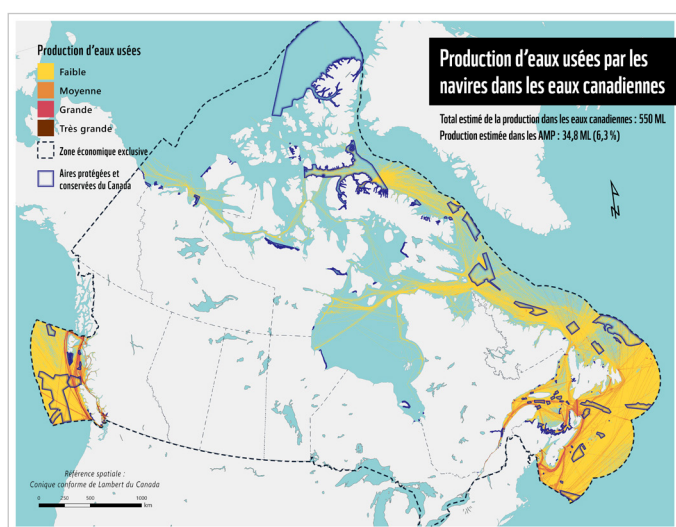 Production d'eaux usées par les
navires dans les eaux canadiennes
Total estimé de la production dans les eaux canadiennes : 550 ML
Production estimée dans les AMP : 34,8 ML (6,3 %)
Production d'eaux usées
Faible
Moyenne
Grande
Très grande
Zone économique exclusive
Aires protégées et
conservées du Canada
N
Référence spatiale :
Conique conforme de Lambert du Canada
0 250 500 1000
km